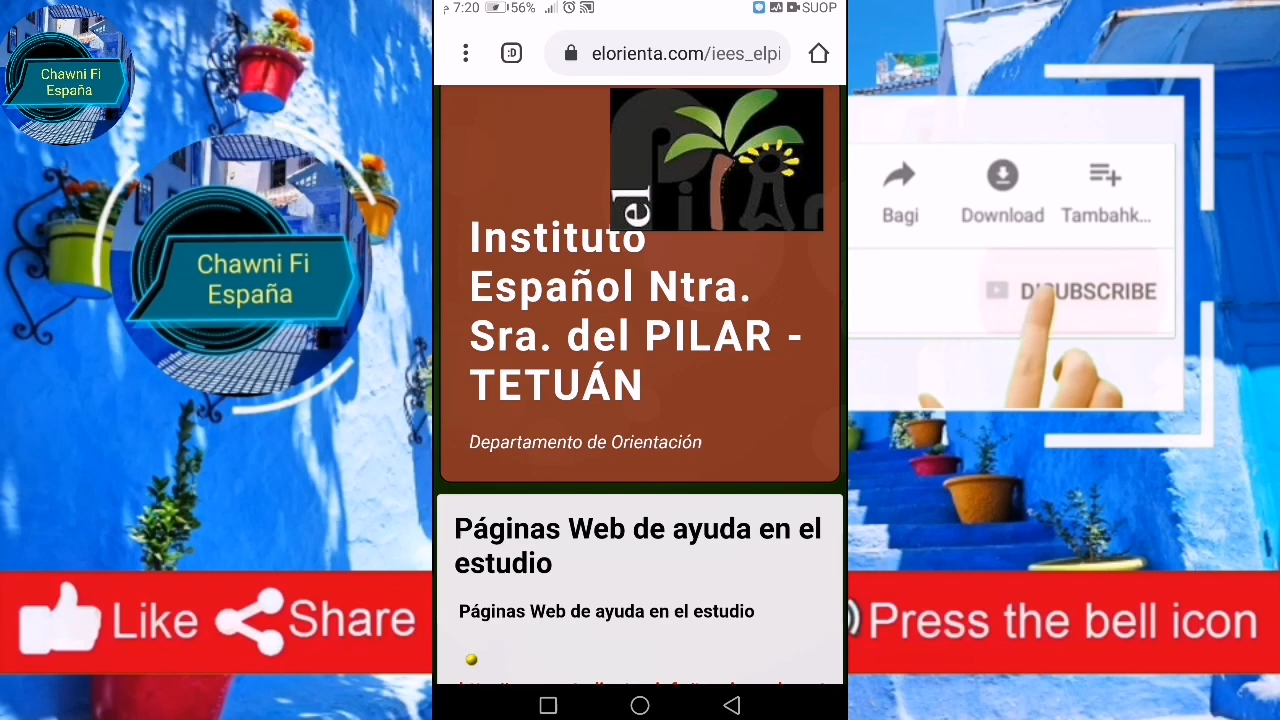 Chawni Fi
España
Chawni Fi
España
Like
Share
م 7:20
56%
SUOP
:D
elorienta.com/iees_elpi
el
Instituto
Español Ntra.
Sra. del PILAR -
TETUÁN
Departamento de Orientación
Páginas Web de ayuda en el
estudio
Páginas Web de ayuda en el estudio
Bagi
Download
Tambahk...
Press the bell icon